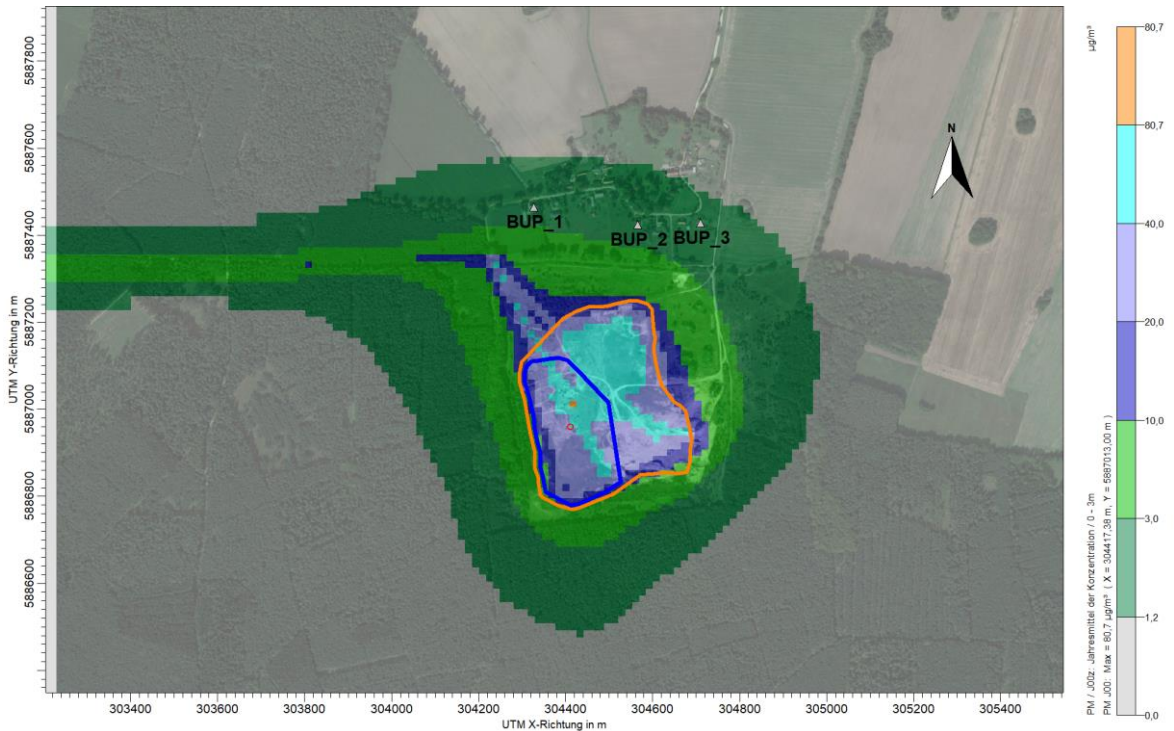 5887800
5887600
5887400
5887200
5887000
5886800
5886600
UTM Y-Richtung in m
N
BUP_1
BUP_2
BUP_3
303400
303600
303800
304000
304200
304400
304600
304800
305000
305200
305400
UTM X-Richtung in m
µg/m³
80,7
80,7
40,0
20,0
10,0
3,0
1,2
0,0
PM / J00z: Jahresmittel der Konzentration / 0 - 3m
PM J00: Max = 80,7 µg/m³ ( X = 304417,38 m, Y = 5887013,00 m )